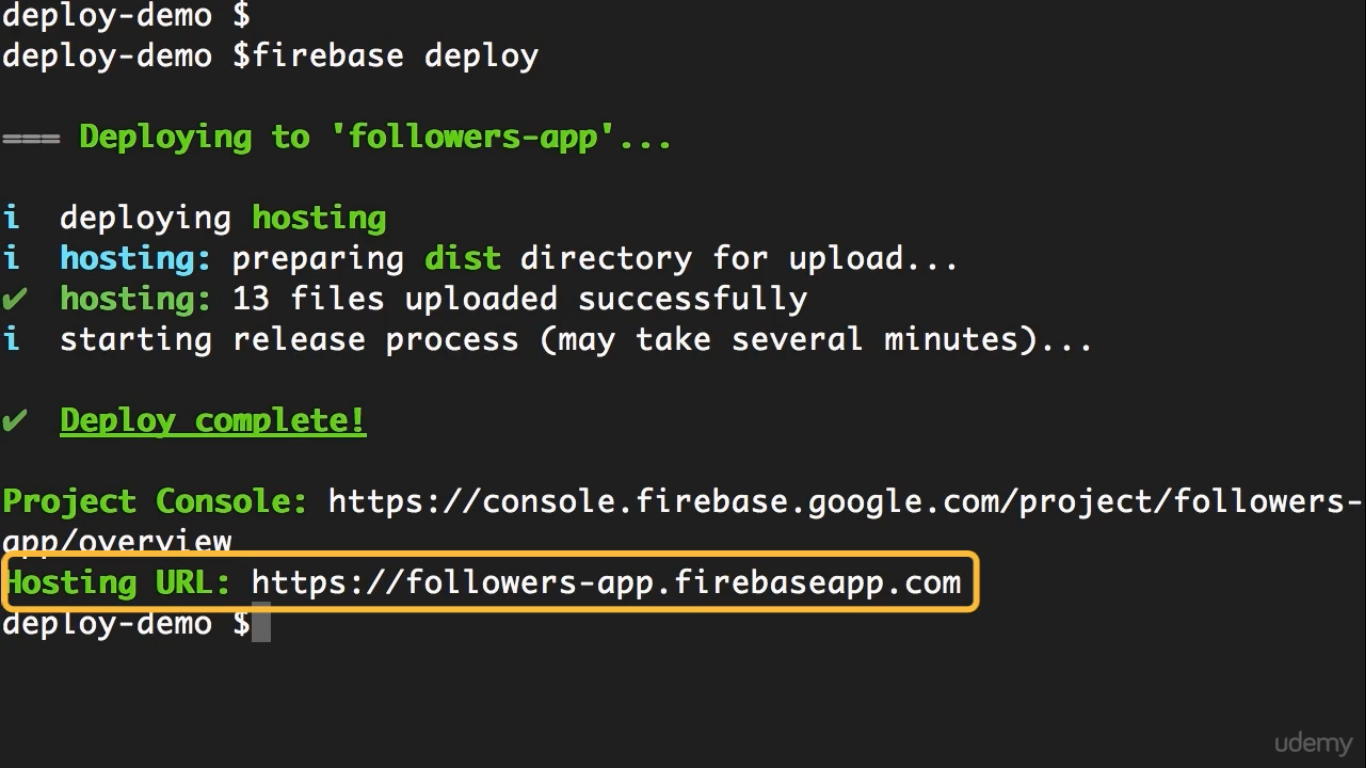 deploy-demo $
deploy-demo $firebase deploy
=== Deploying to 'followers-app'...
i  deploying hosting
i  hosting: preparing dist directory for upload...
✔  hosting: 13 files uploaded successfully
i  starting release process (may take several minutes)...
✔  Deploy complete!
Project Console: https://console.firebase.google.com/project/followers-
app/overview
Hosting URL: https://followers-app.firebaseapp.com
deploy-demo $
udemy